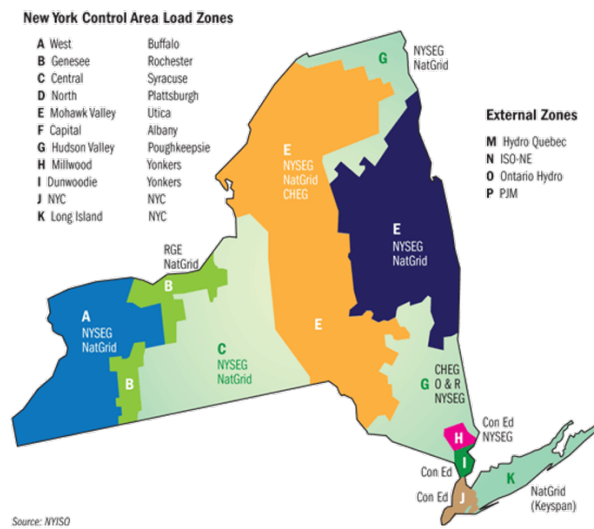 New York Control Area Load Zones
A West Buffalo
B Genesee Rochester
C Central Syracuse
D North Plattsburgh
E Mohawk Valley Utica
F Capital Albany
G Hudson Valley Poughkeepsie
H Millwood Yonkers
I Dunwoodie Yonkers
J NYC NYC
K Long Island NYC
G
NYSEG
NatGrid
External Zones
M Hydro Quebec
N ISO-NE
O Ontario Hydro
P PJM
E
NYSEG
NatGrid
CHEG
E
NYSEG
NatGrid
RGE
NatGrid
B
A
NYSEG
NatGrid
E
C
NYSEG
NatGrid
B
G
CHEG
O & R
NYSEG
H
Con Ed
NYSEG
I
Con Ed
K
J
Con Ed
NatGrid
(Keyspan)
Source: NYISO